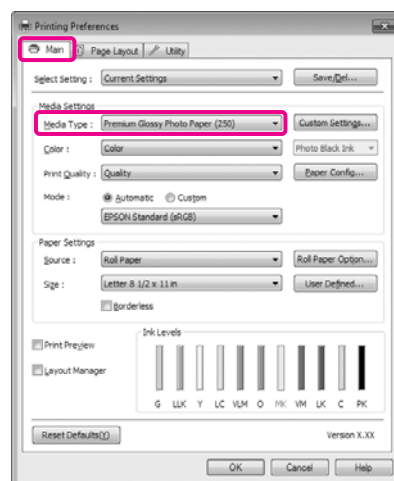 Printing Preferences
Main Page Layout Utility
Select Setting : Current Settings Save/Del...
Media Settings
Media Type : Premium Glossy Photo Paper (250) Custom Settings...
Color : Color Photo Black Ink
Print Quality : Quality Paper Config...
Mode : Automatic Custom
EPSON Standard (sRGB)
Paper Settings
Source : Roll Paper Roll Paper Option...
Size : Letter 8 1/2 x 11 in User Defined...
Borderless
Ink Levels
Print Preview
Layout Manager
G LLK Y LC VLM O MK VM LK C PK
Reset Defaults(Y) Version X.XX
OK Cancel Help